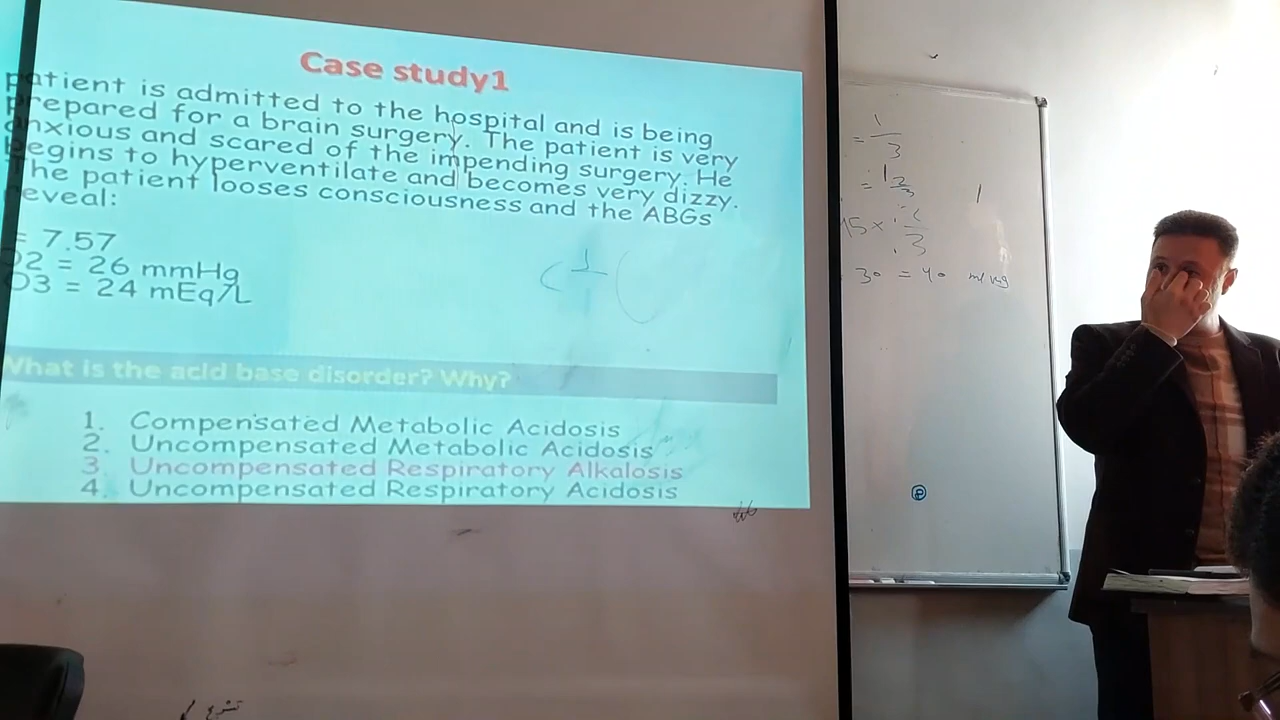 Case study1
patient is admitted to the hospital and is being
prepared for a brain surgery. The patient is very
anxious and scared of the impending surgery. He
begins to hyperventilate and becomes very dizzy.
The patient looses consciousness and the ABGs
reveal:
= 7.57
O2 = 26 mmHg
O3 = 24 mEq/L
What is the acid base disorder? Why?
1. Compensated Metabolic Acidosis
2. Uncompensated Metabolic Acidosis
3. Uncompensated Respiratory Alkalosis
4. Uncompensated Respiratory Acidosis
= 1/3